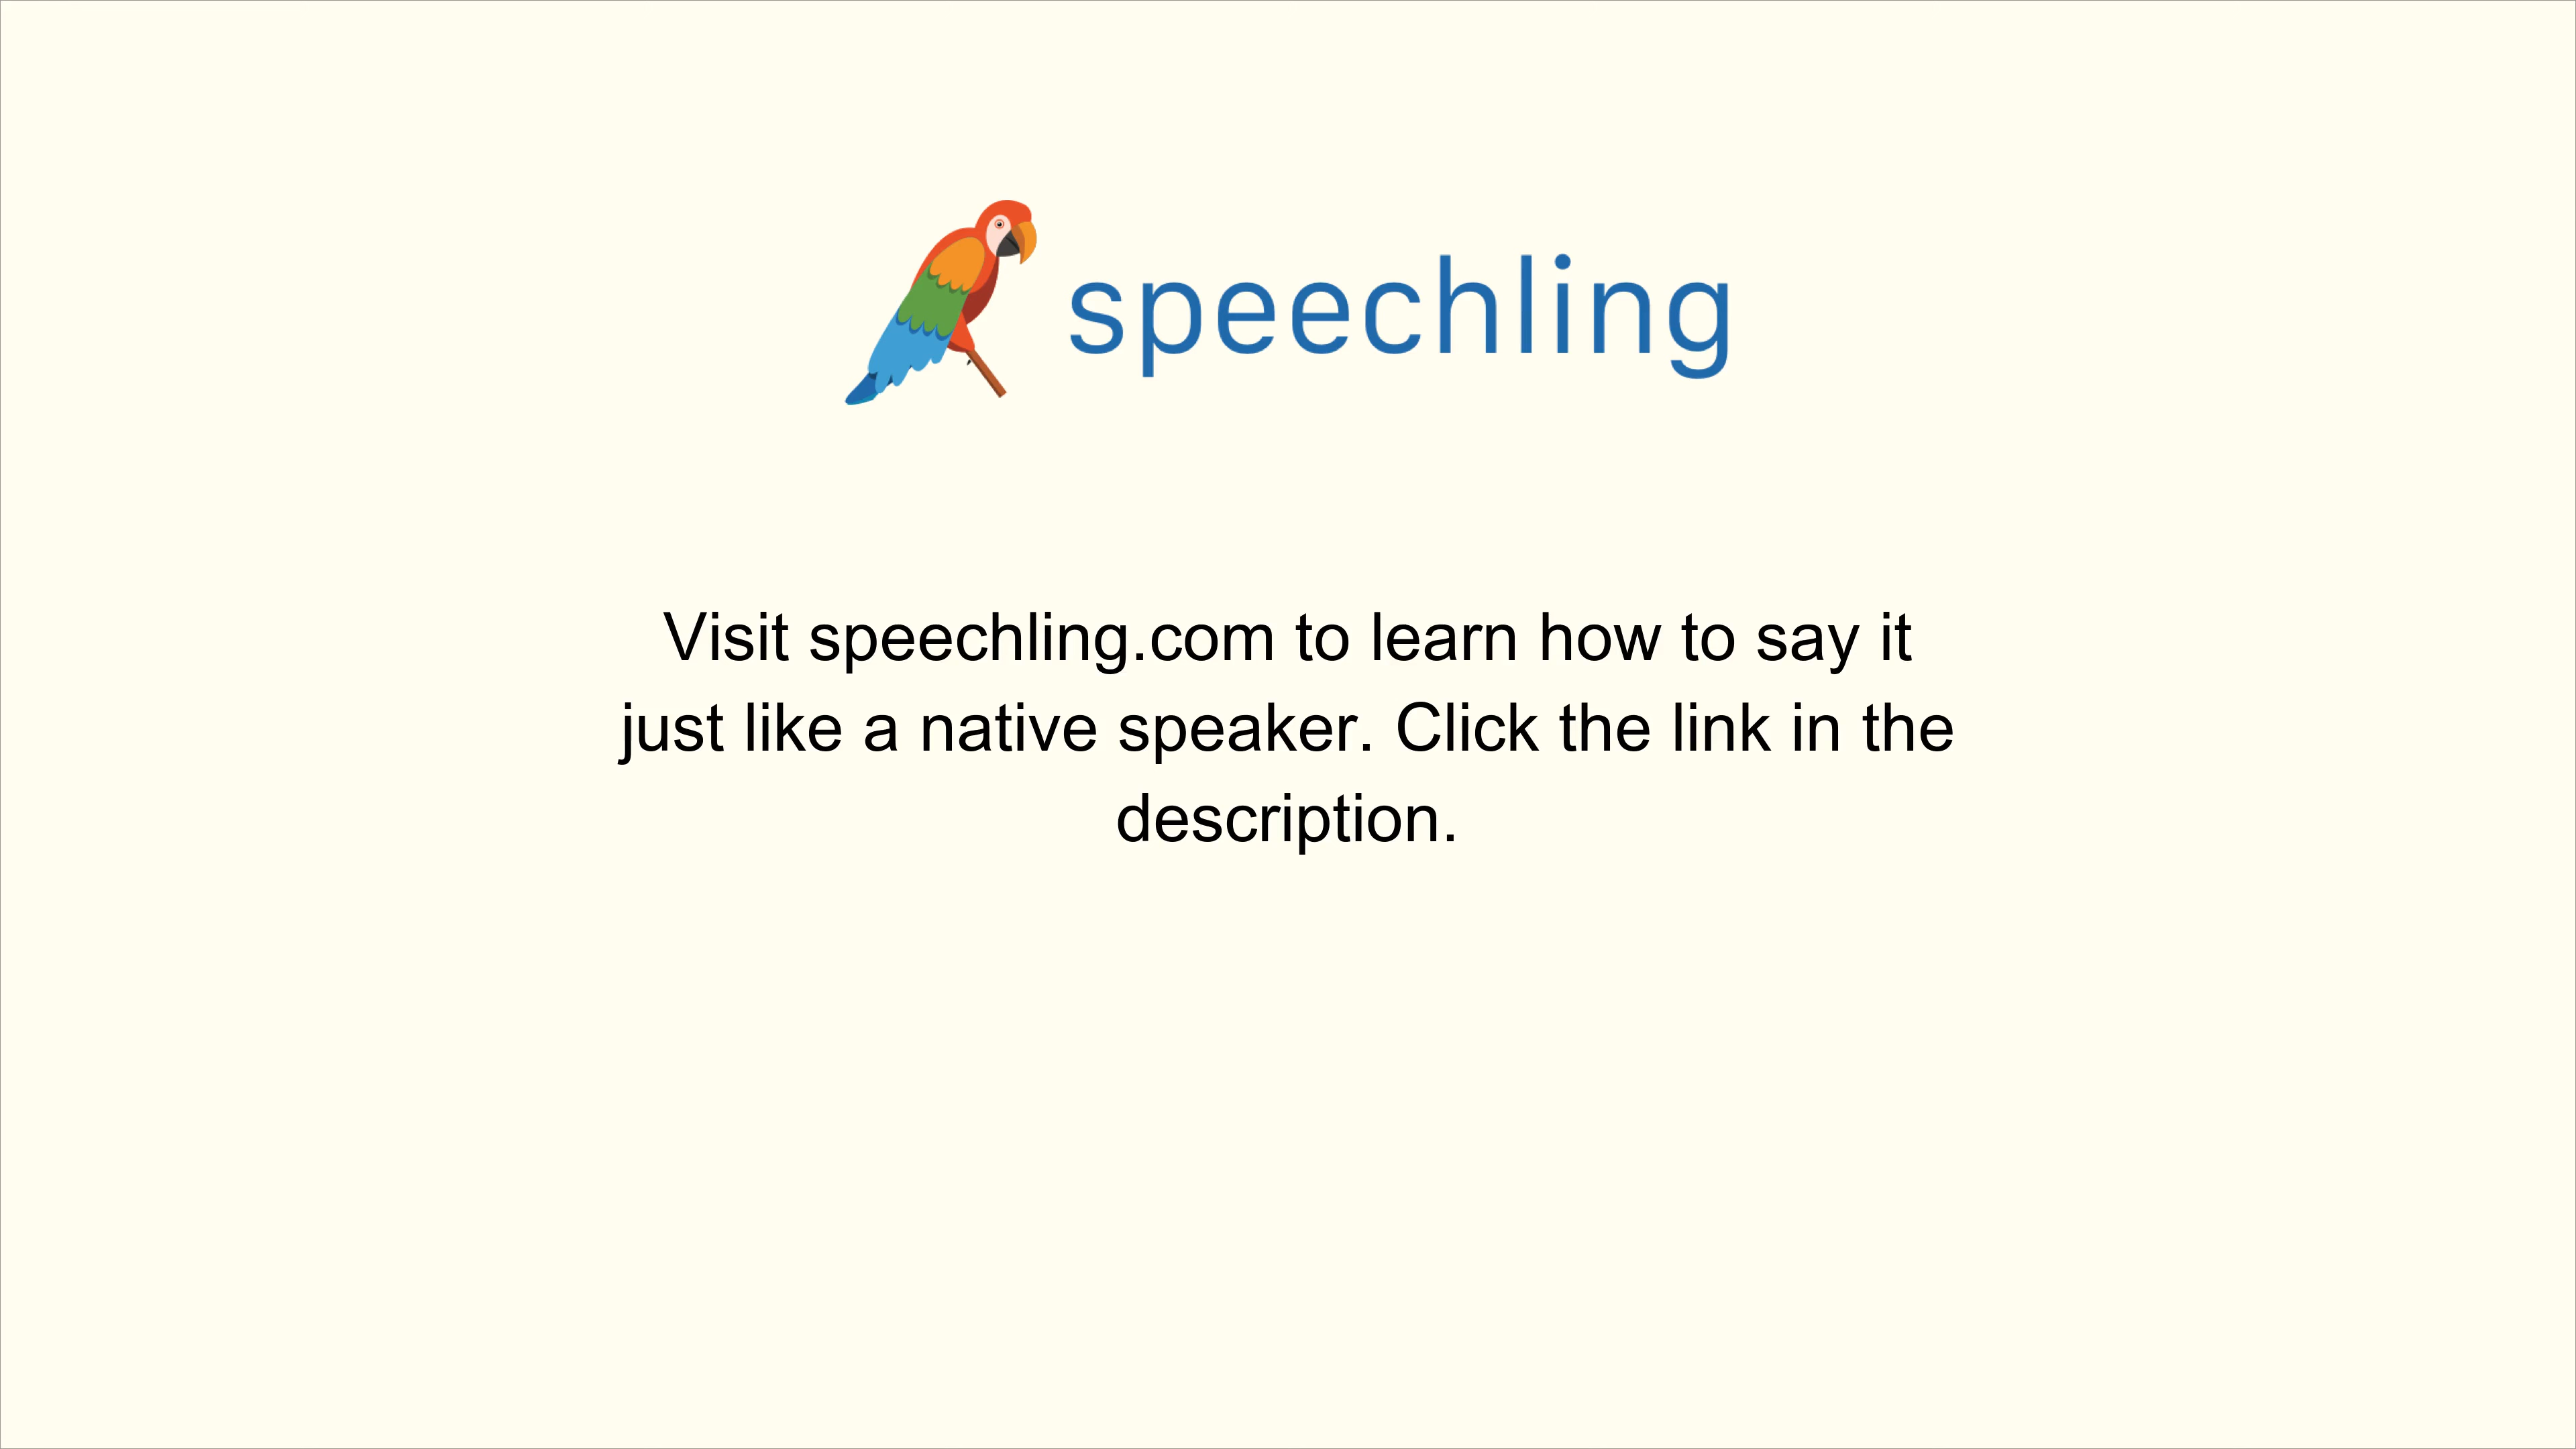 speechling
Visit speechling.com to learn how to say it
just like a native speaker. Click the link in the
description.